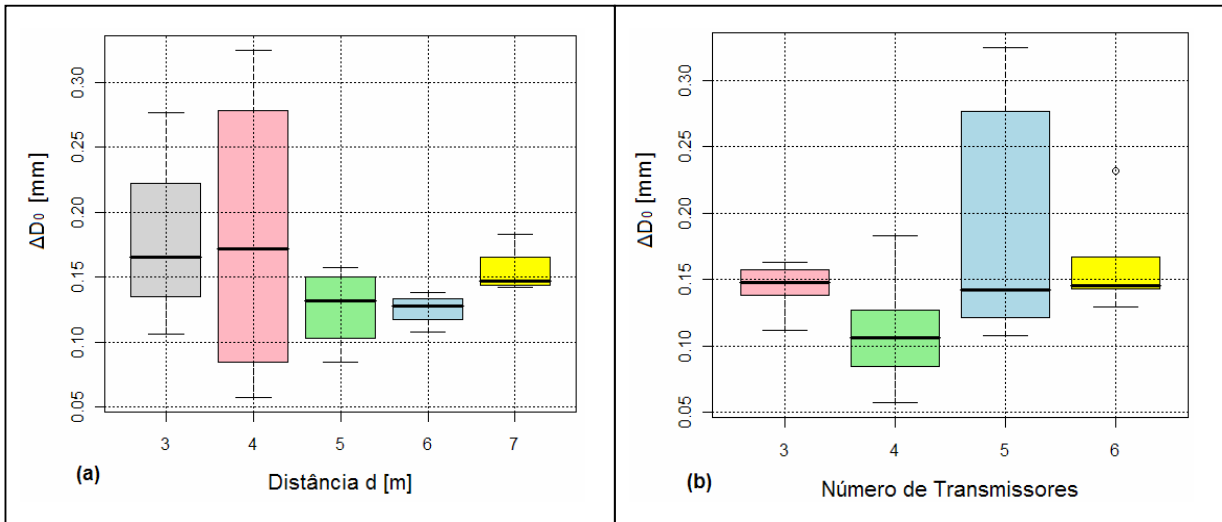 ΔD₀ [mm]
0.30
0.25
0.20
0.15
0.10
0.05
3 4 5 6 7
(a)
Distância d [m]
ΔD₀ [mm]
0.30
0.25
0.20
0.15
0.10
0.05
3 4 5 6
(b)
Número de Transmissores